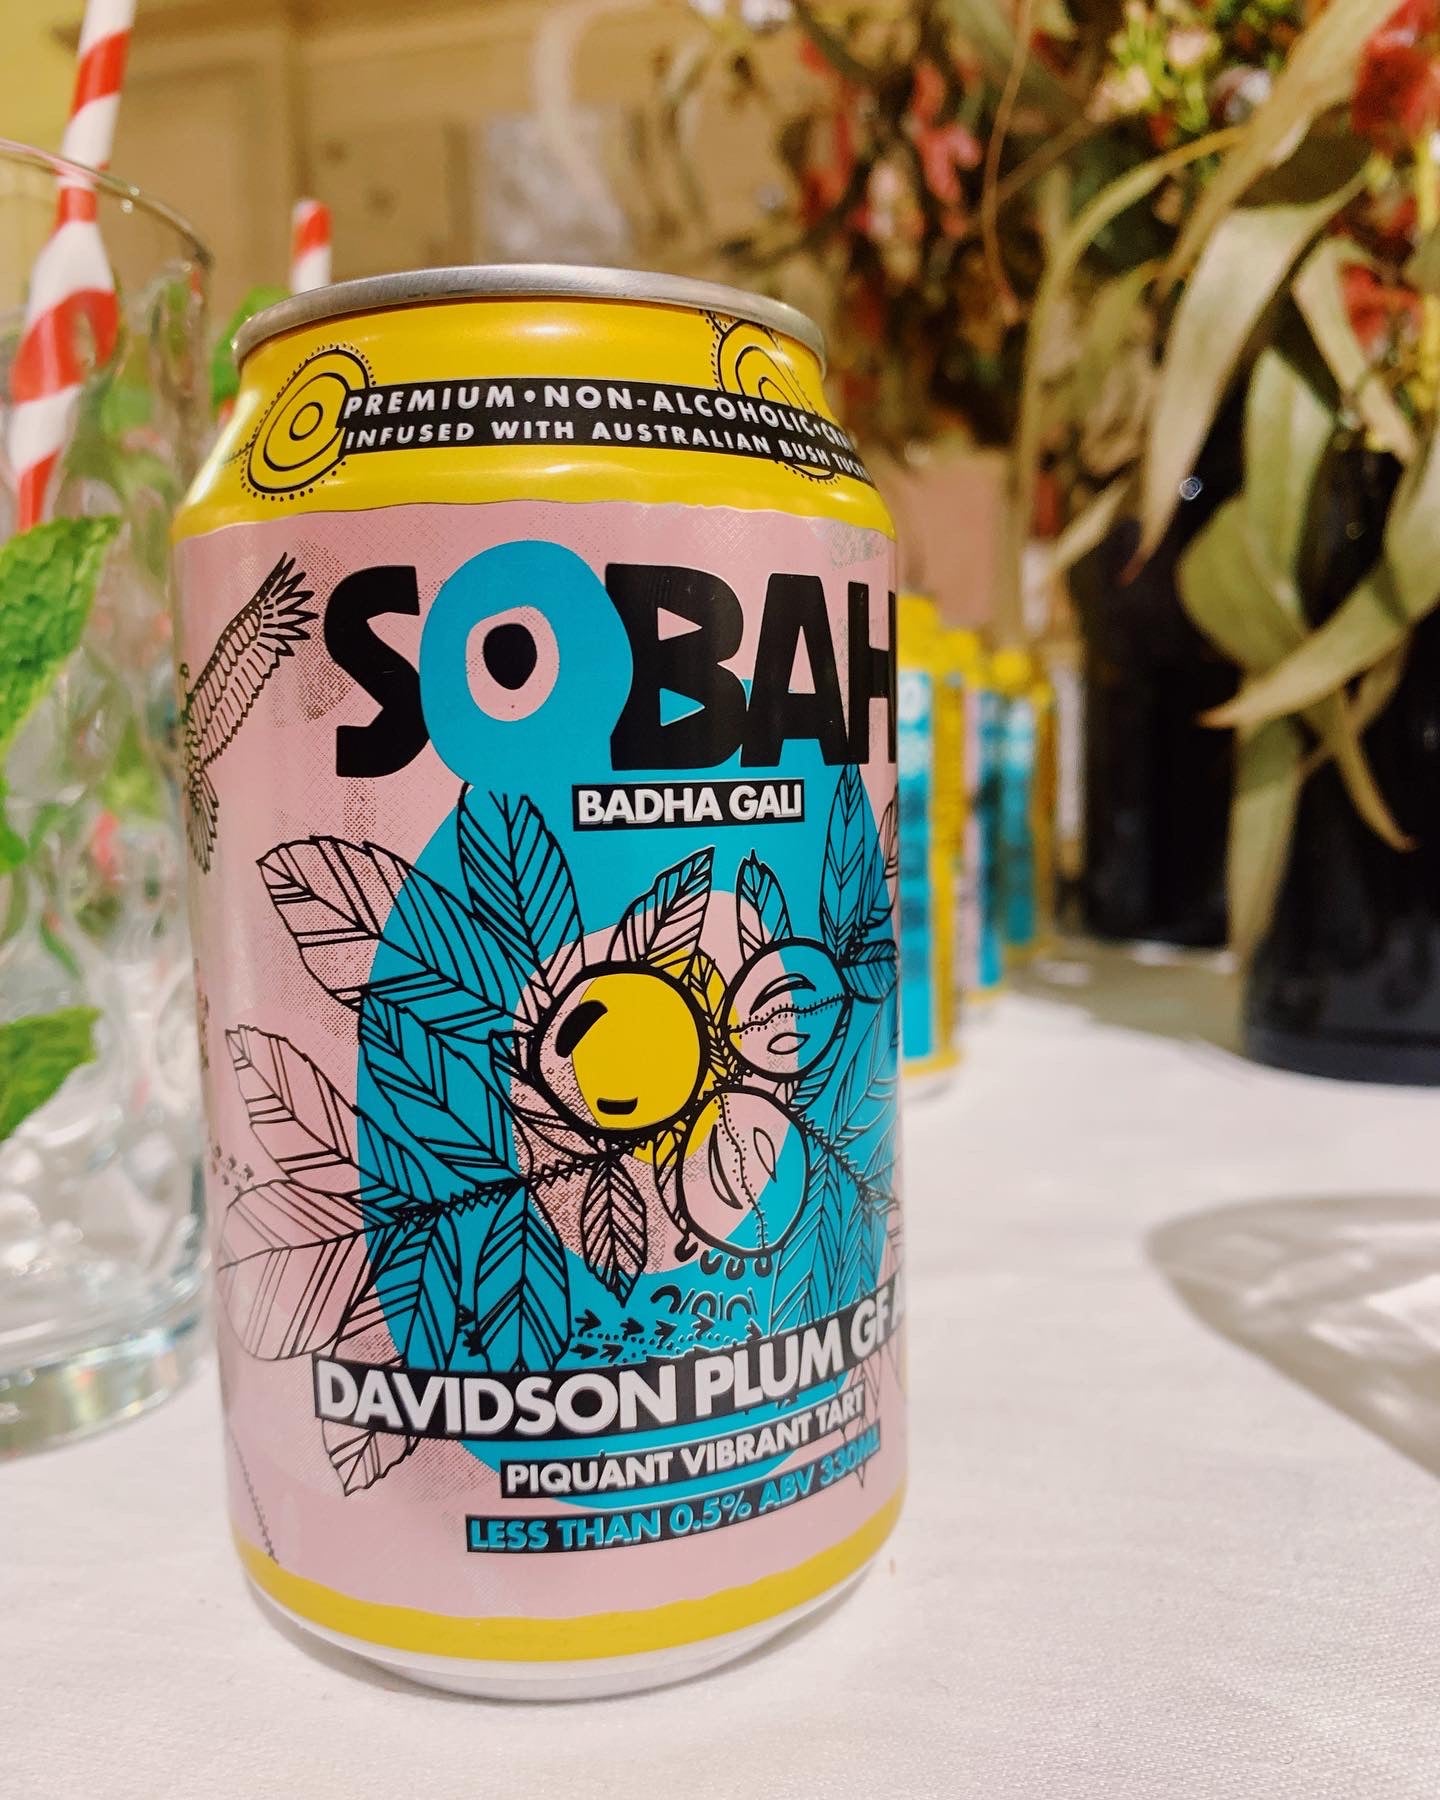 PREMIUM•NON-ALCOHOLIC•
INFUSED WITH AUSTRALIAN BUSH
SOBAH
BADHA GALI
DAVIDSON PLUM GF
PIQUANT VIBRANT TART
LESS THAN 0.5% ABV 330ML